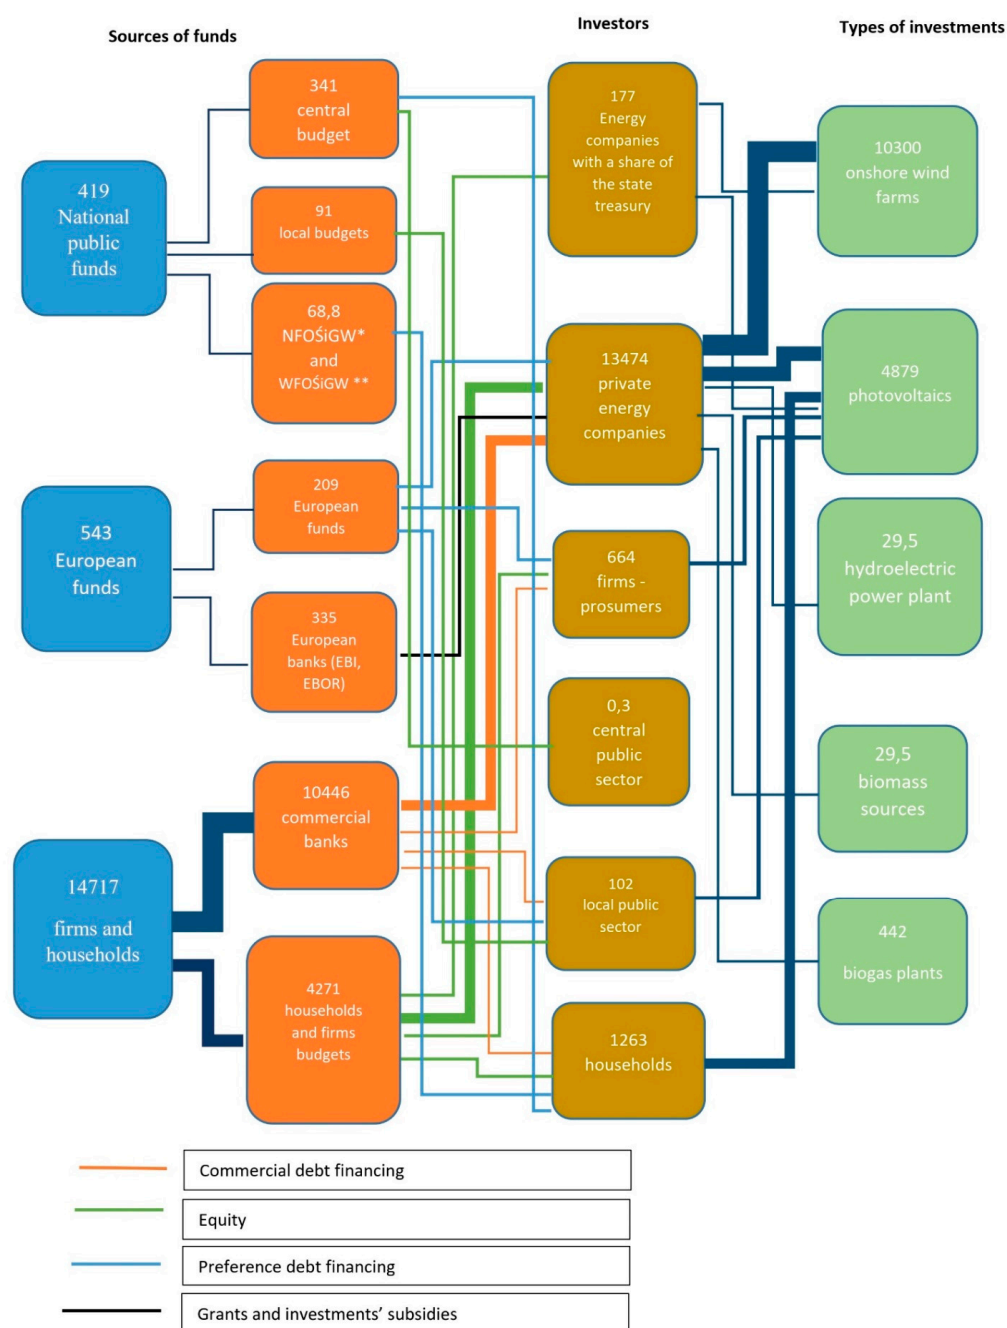 Sources of funds
Investors
Types of investments
419
National
public
funds
543
European
funds
14717
firms and
households
341
central
budget
91
local budgets
68,8
NFOŚiGW*
and
WFOŚiGW **
209
European
funds
335
European
banks (EBI,
EBOR)
10446
commercial
banks
4271
households
and firms
budgets
177
Energy
companies
with a share of
the state
treasury
13474
private
energy
companies
664
firms -
prosumers
0,3
central
public
sector
102
local public
sector
1263
households
10300
onshore wind
farms
4879
photovoltaics
29,5
hydroelectric
power plant
29,5
biomass
sources
442
biogas plants
Commercial debt financing
Equity
Preference debt financing
Grants and investments’ subsidies